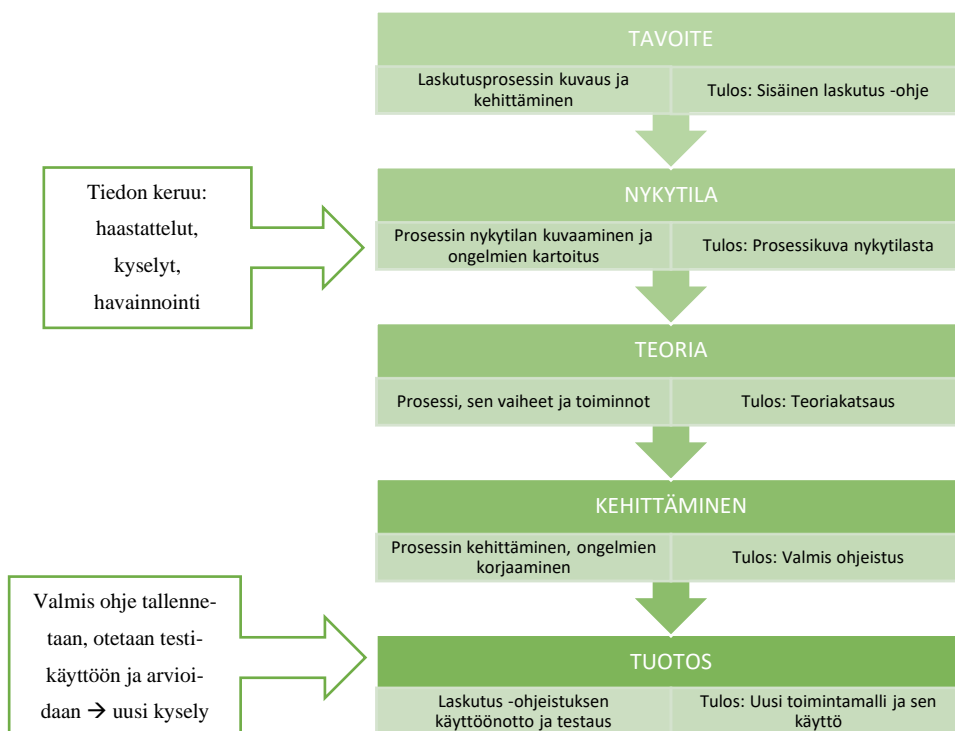 TAVOITE
Laskutusprosessin kuvaus ja
kehittäminen
Tulos: Sisäinen laskutus -ohje
Tiedon keruu:
haastattelut,
kyselyt,
havainnointi
NYKYTILA
Prosessin nykytilan kuvaaminen ja
ongelmien kartoitus
Tulos: Prosessikuva nykytilasta
TEORIA
Prosessi, sen vaiheet ja toiminnot
Tulos: Teoriakatsaus
KEHITTÄMINEN
Prosessin kehittäminen, ongelmien
korjaaminen
Tulos: Valmis ohjeistus
Valmis ohje tallenne-
taan, otetaan testi-
käyttöön ja arvioi-
daan → uusi kysely
TUOTOS
Laskutus -ohjeistuksen
käyttöönotto ja testaus
Tulos: Uusi toimintamalli ja sen
käyttö